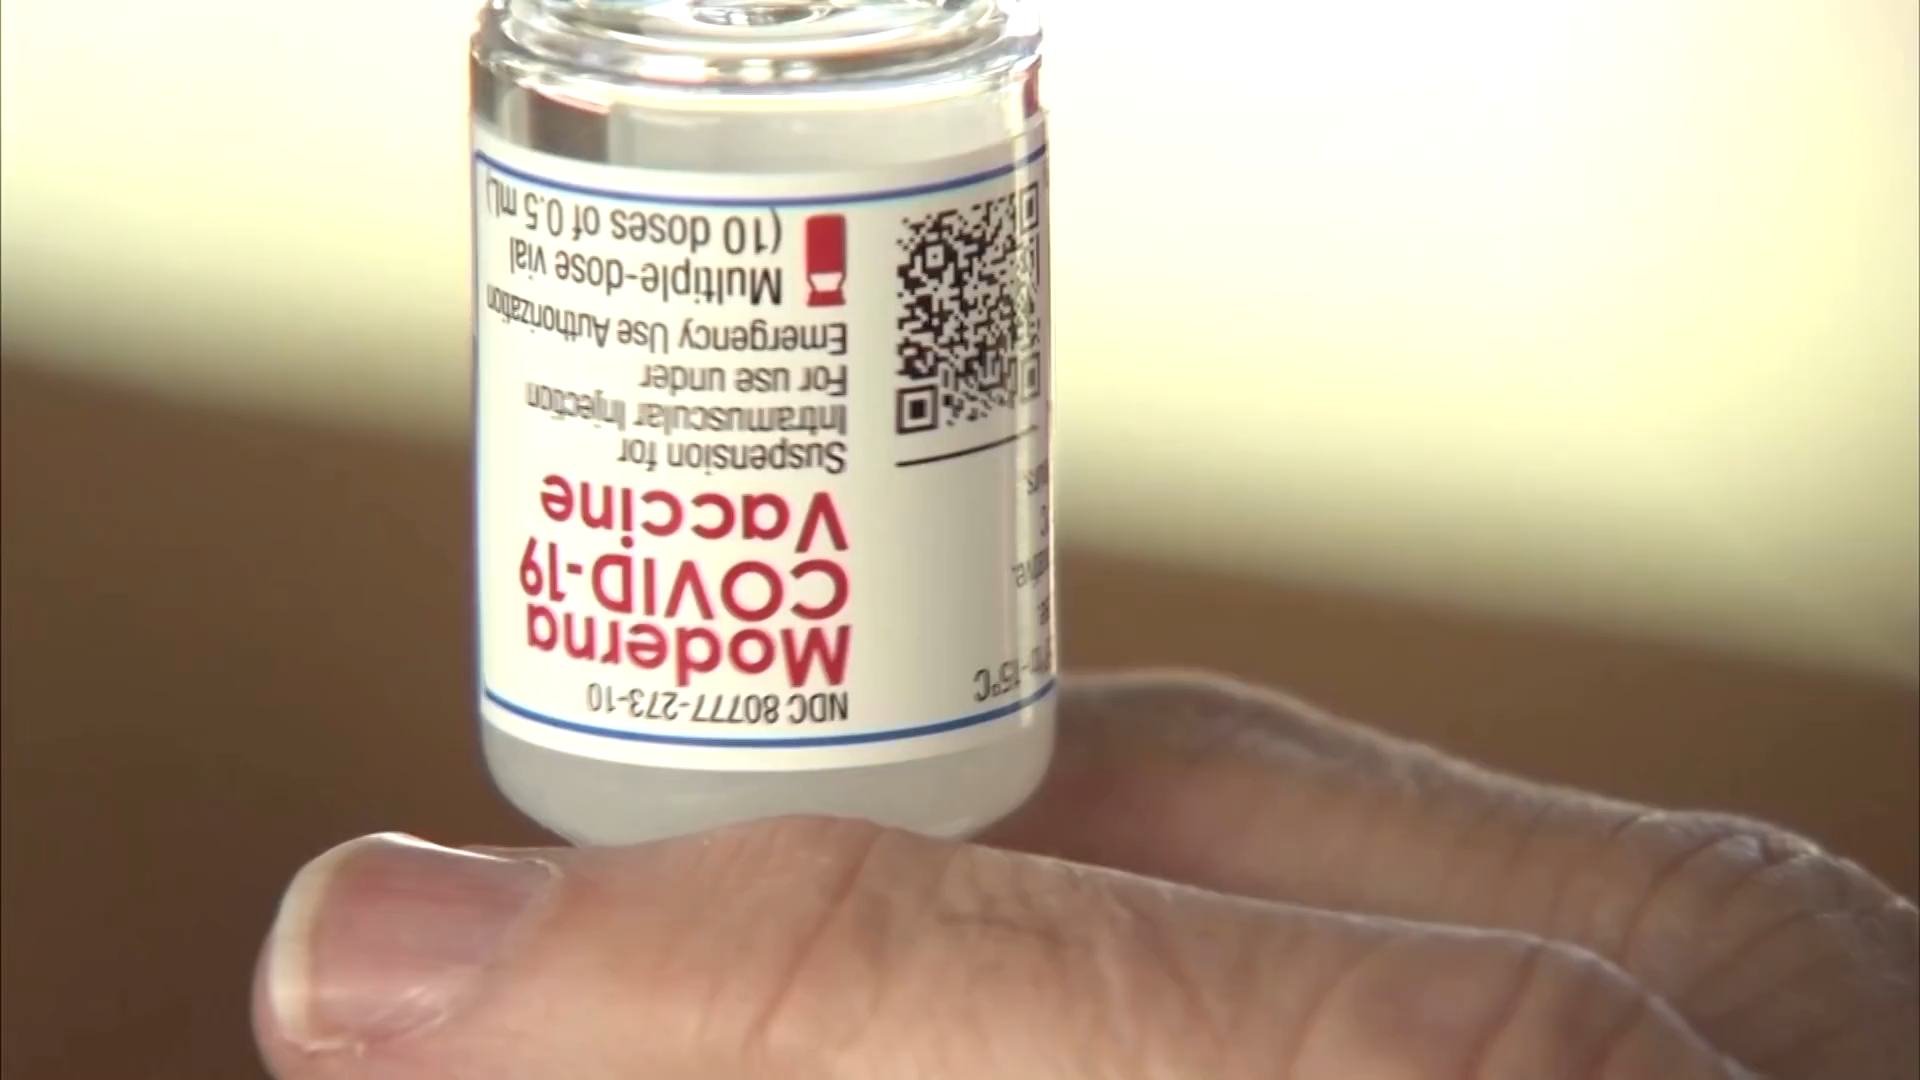 NDC 80777-273-10
Moderna
COVID-19
Vaccine
Suspension for
Intramuscular Injection
For use under
Emergency Use Authorization
Multiple-dose vial
(10 doses of 0.5 mL)
-15°C